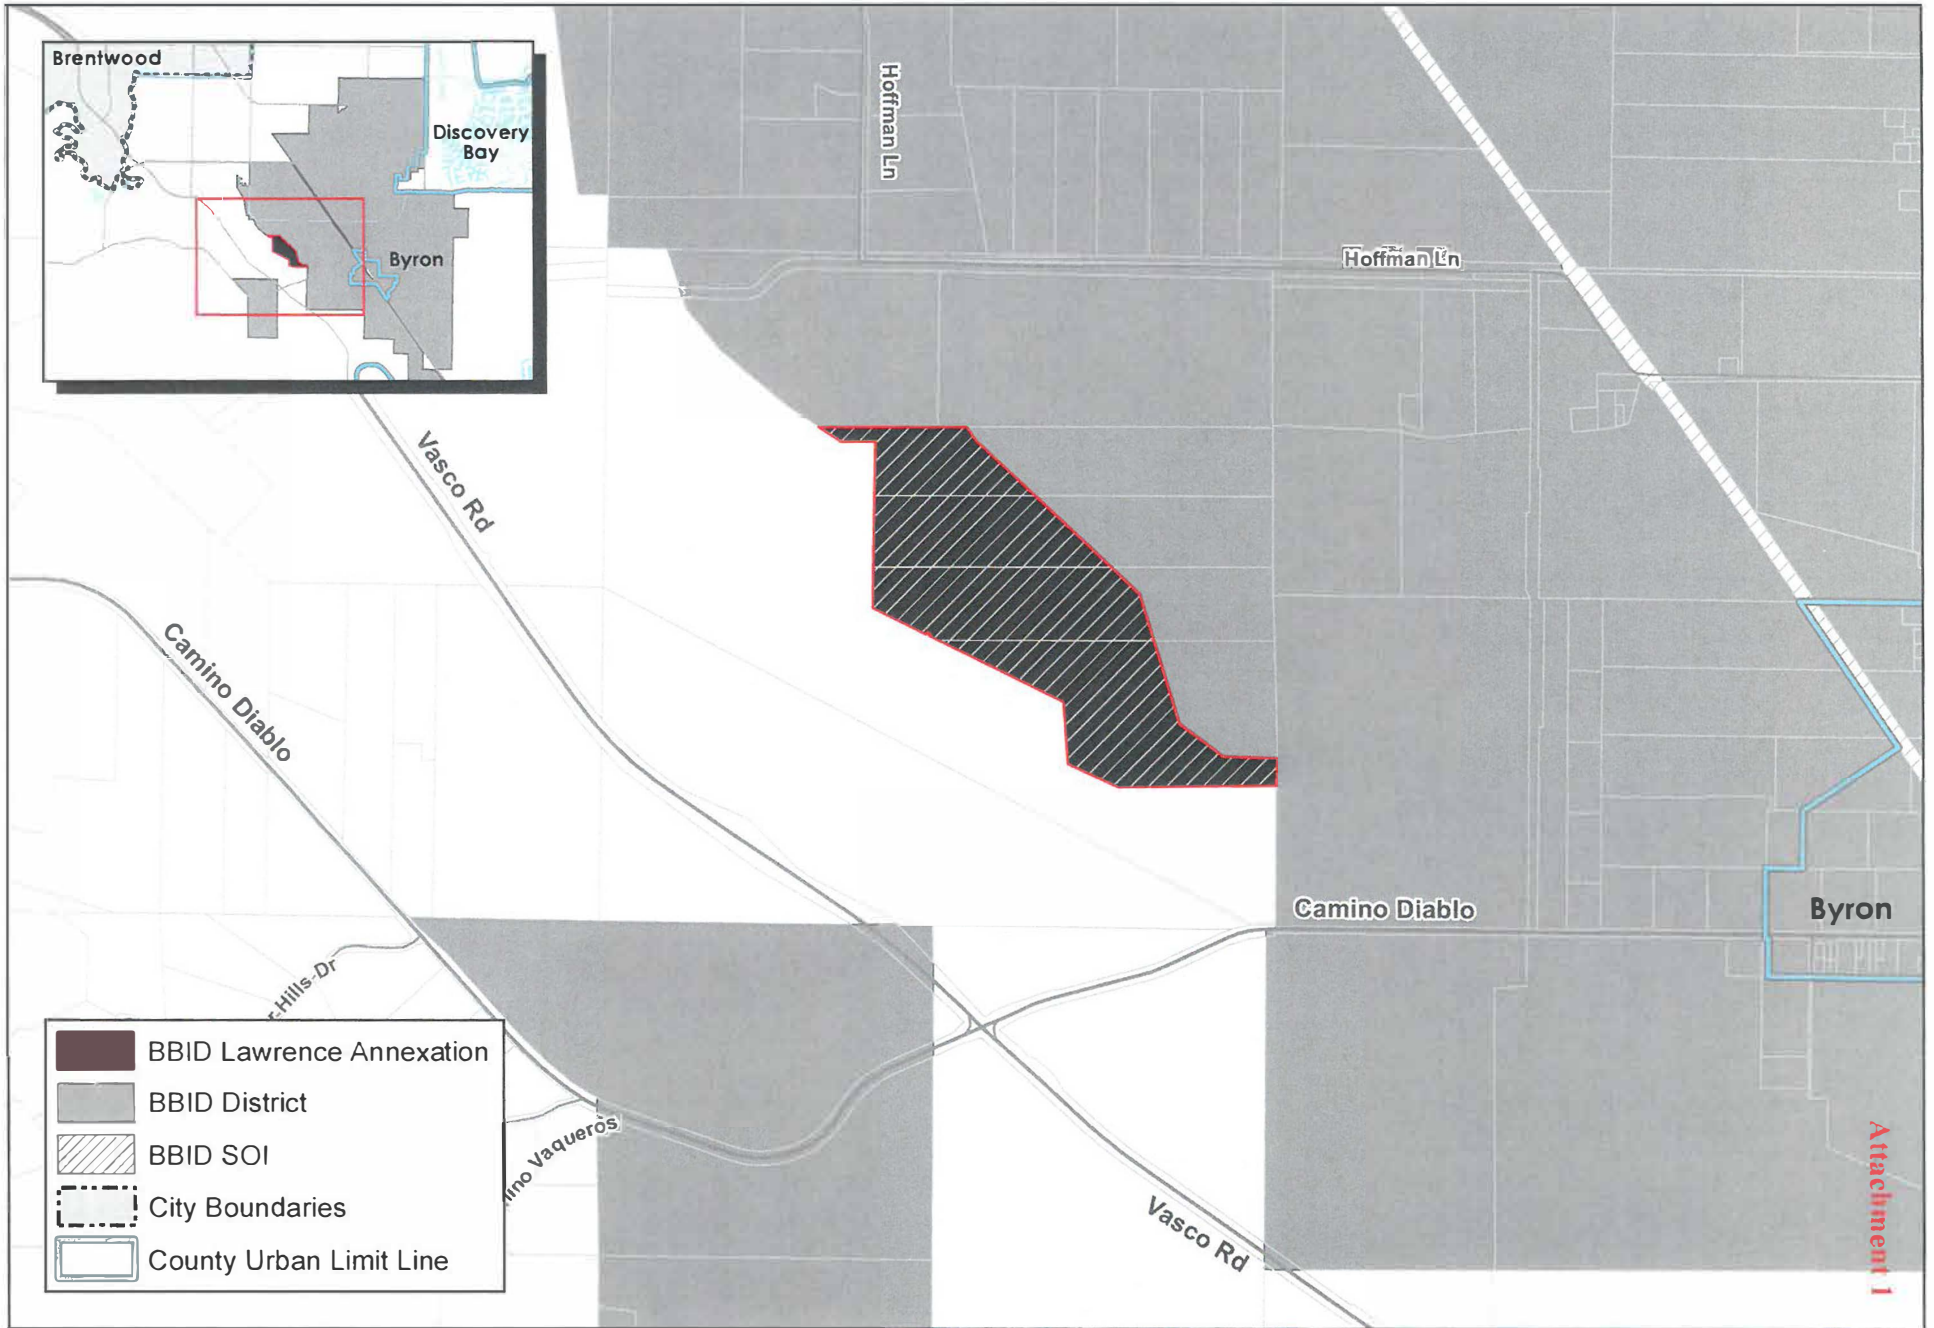 Brentwood
Discovery
Bay
Byron
Hoffman Ln
Hoffman Ln
Vasco Rd
Camino Diablo
Camino Diablo
Byron
r-Hills-Dr
ino Vaqueros
Vasco Rd
BBID Lawrence Annexation
BBID District
BBID SOI
City Boundaries
County Urban Limit Line
Attachment 1